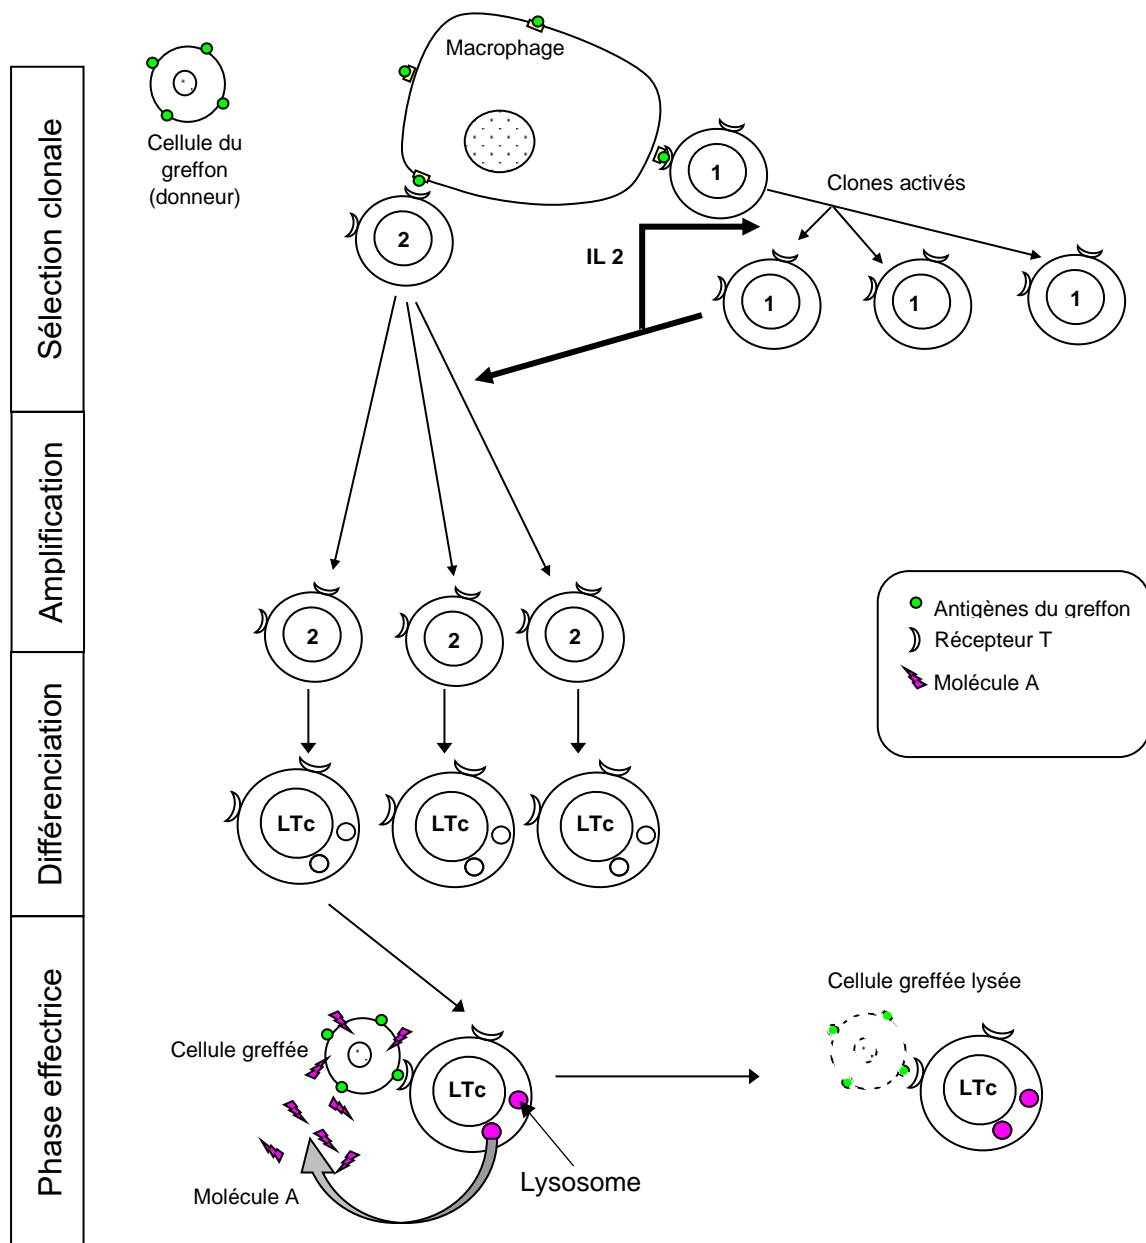 Sélection clonale
Cellule du
greffon
(donneur)
Macrophage
1
2
Clones activés
IL 2
1
1
1
Amplification
2
2
2
Antigènes du greffon
Récepteur T
Molécule A
Différenciation
LTc
LTc
LTc
Phase effectrice
Cellule greffée
LTc
Molécule A
Lysosome
Cellule greffée lysée
LTc